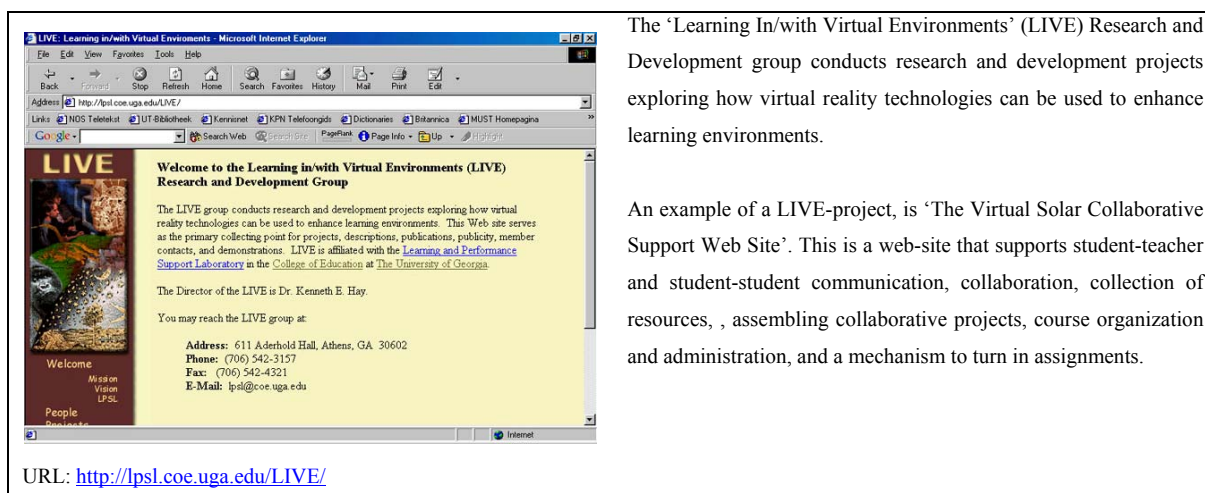 LIVE: Learning in/with Virtual Enviroments - Microsoft Internet Explorer
File Edit View Favorites Tools Help
Back Forward Stop Refresh Home Search Favorites History Mail Print Edit
Address http://lpsl.coe.uga.edu/LIVE/
Links NOS Teletekst UT-Bibliotheek Kennisnet KPN Telefoongids Dictionaries Britannica MUST Homepagina »
Google Search Web Search Site PageRank Page Info Up Highlight
LIVE
Welcome
Mission
Vision
LPSL
People
Projects
Welcome to the Learning in/with Virtual Environments (LIVE)
Research and Development Group
The LIVE group conducts research and development projects exploring how virtual
reality technologies can be used to enhance learning environments. This Web site serves
as the primary collecting point for projects, descriptions, publications, publicity, member
contacts, and demonstrations. LIVE is affiliated with the Learning and Performance
Support Laboratory in the College of Education at The University of Georgia.
The Director of the LIVE is Dr. Kenneth E. Hay.
You may reach the LIVE group at:
Address: 611 Aderhold Hall, Athens, GA 30602
Phone: (706) 542-3157
Fax: (706) 542-4321
E-Mail: lpsl@coe.uga.edu
Internet
URL: http://lpsl.coe.uga.edu/LIVE/
The ‘Learning In/with Virtual Environments’ (LIVE) Research and
Development group conducts research and development projects
exploring how virtual reality technologies can be used to enhance
learning environments.
An example of a LIVE-project, is ‘The Virtual Solar Collaborative
Support Web Site’. This is a web-site that supports student-teacher
and student-student communication, collaboration, collection of
resources, , assembling collaborative projects, course organization
and administration, and a mechanism to turn in assignments.